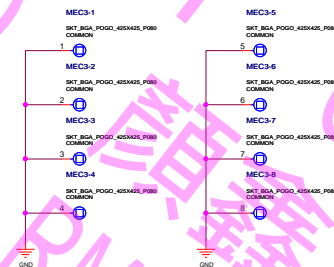 MEC3-1
SKT_BGA_POGO_425X425_P080
COMMON
1
MEC3-2
SKT_BGA_POGO_425X425_P080
COMMON
2
MEC3-3
SKT_BGA_POGO_425X425_P080
COMMON
3
MEC3-4
SKT_BGA_POGO_425X425_P080
COMMON
4
GND
MEC3-5
SKT_BGA_POGO_425X425_P080
COMMON
5
MEC3-6
SKT_BGA_POGO_425X425_P080
COMMON
6
MEC3-7
SKT_BGA_POGO_425X425_P080
COMMON
7
MEC3-8
SKT_BGA_POGO_425X425_P080
COMMON
8
GND